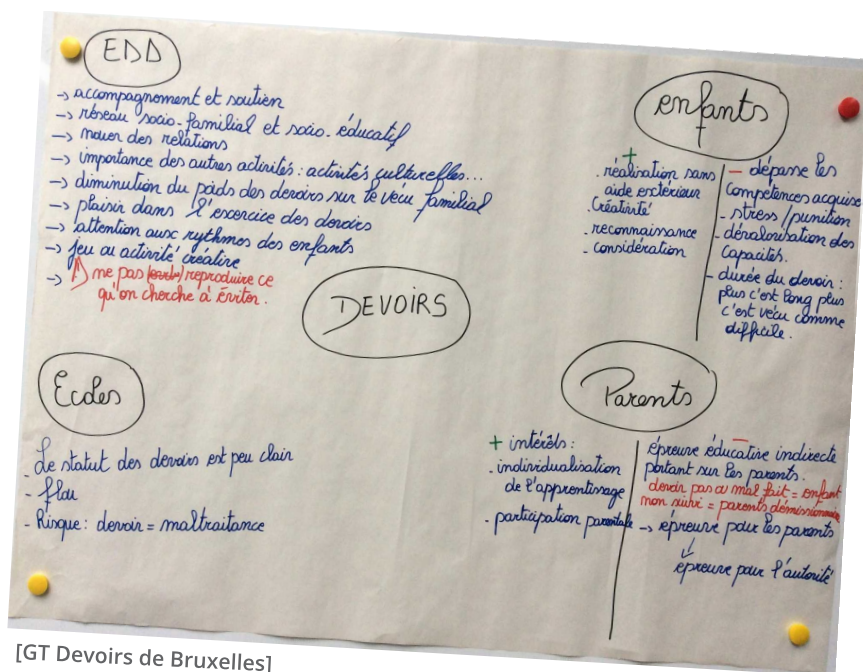 EDD
→ accompagnement et soutien
→ réseau socio-familial et socio-éducatif
→ nouer des relations
→ importance des autres activités : activités culturelles...
→ diminution du poids des devoirs sur le vécu familial
→ plaisir dans l'exercice des devoirs
→ attention aux rythmes des enfants
→ jeu ou activité créative
→ ne pas reproduire ce
qu'on cherche à éviter.
DEVOIRS
enfants
+
. réalisation sans
aide extérieur
. Créativité
. reconnaissance
. considération
- dépasse les
compétences acquise
- stress / punition
- dévalorisation des
capacités.
- durée du devoir :
plus c'est long plus
c'est vécu comme
difficile.
Ecoles
- Le statut des devoirs est peu clair
- flou
- Risque : devoir = maltraitance
Parents
+ intérêts :
. individualisation
de l'apprentissage
. participation parentale
-
épreuve éducative indirecte
portant sur les parents.
devoir pas ou mal fait = enfant
non suivi = parents démissionnaire
→ épreuve pour les parents
↓
épreuve pour l'autorité
[GT Devoirs de Bruxelles]